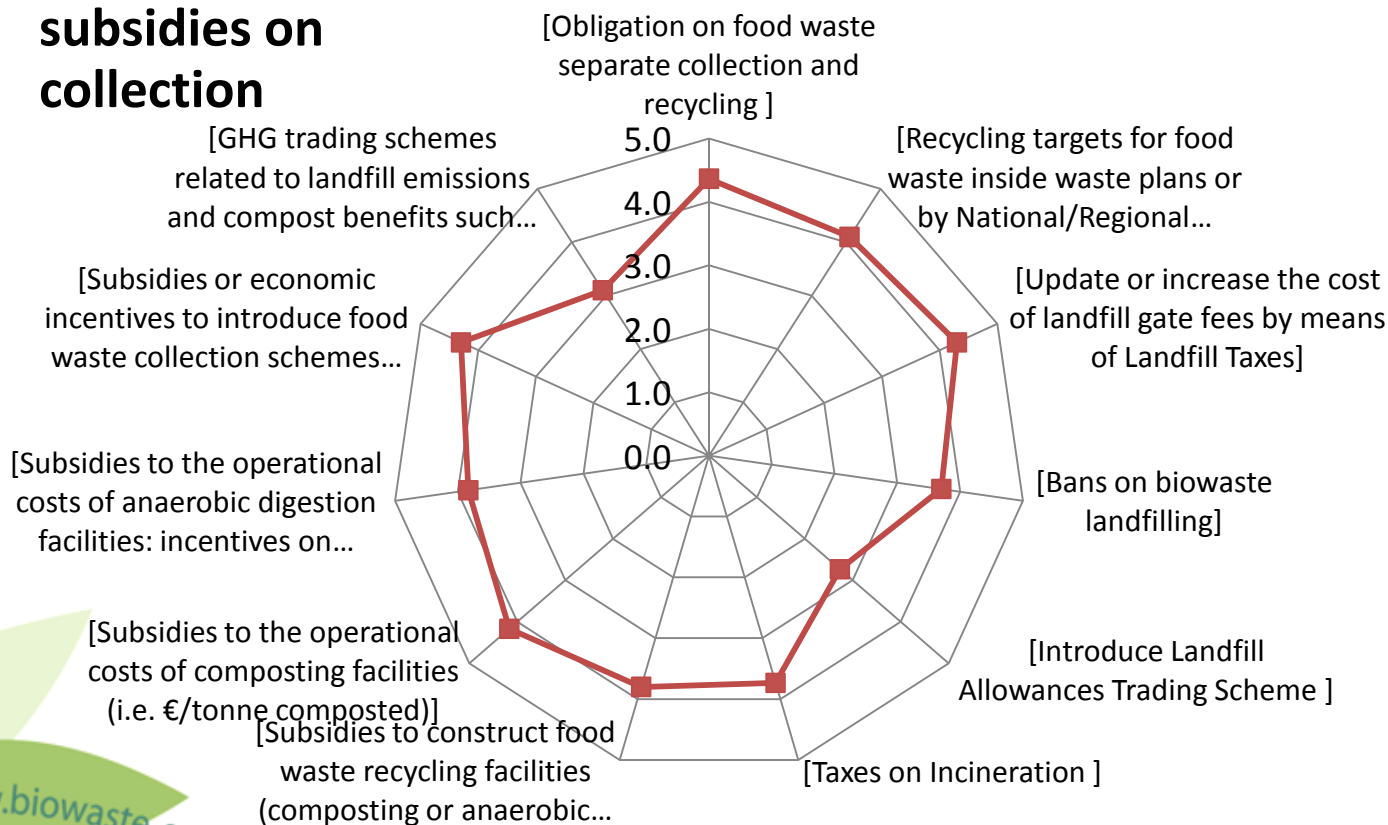 subsidies on
collection
[Obligation on food waste
separate collection and
recycling ]
[Recycling targets for food
waste inside waste plans or
by National/Regional...
[Update or increase the cost
of landfill gate fees by means
of Landfill Taxes]
[Bans on biowaste
landfilling]
[Introduce Landfill
Allowances Trading Scheme ]
[Taxes on Incineration ]
[Subsidies to construct food
waste recycling facilities
(composting or anaerobic...
[Subsidies to the operational
costs of composting facilities
(i.e. €/tonne composted)]
[Subsidies to the operational
costs of anaerobic digestion
facilities: incentives on...
[Subsidies or economic
incentives to introduce food
waste collection schemes...
[GHG trading schemes
related to landfill emissions
and compost benefits such...
5.0
4.0
3.0
2.0
1.0
0.0
.biowaste